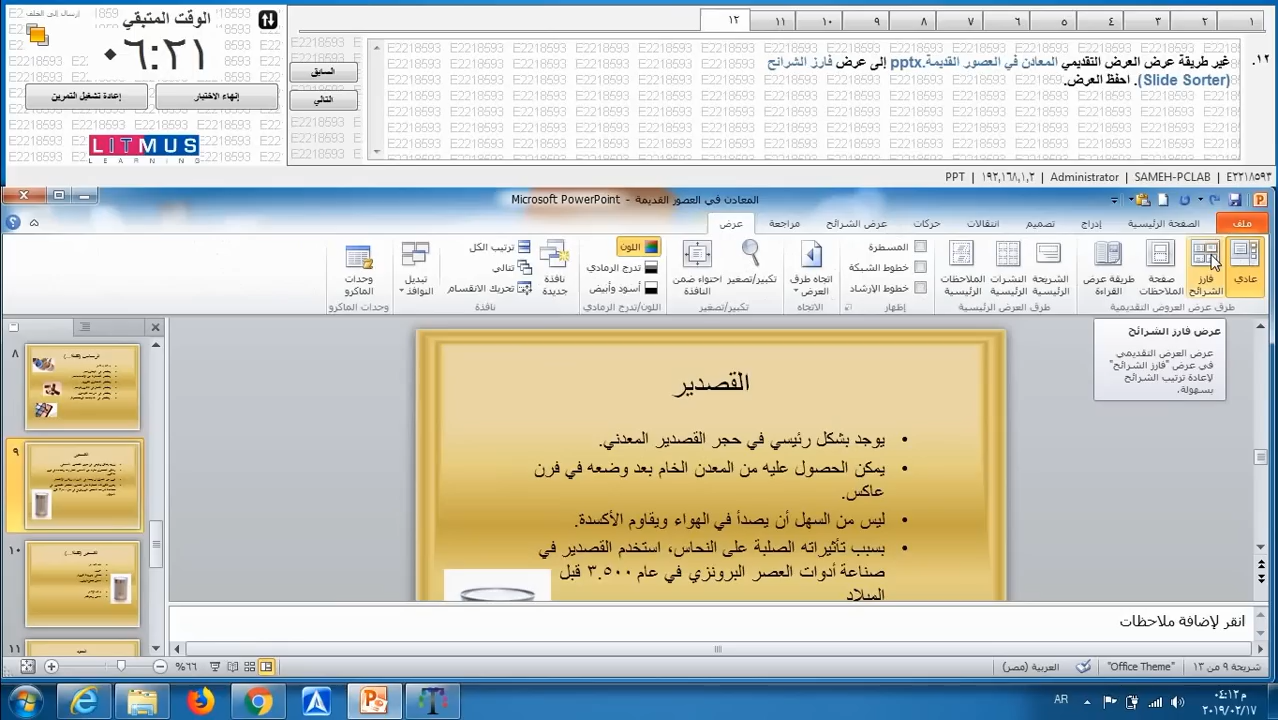 إرسال إلى الخلف
الوقت المتبقي
٠٦:٢١
إعادة تشغيل التمرين
إنهاء الاختبار
LITMUS
LEARNING
السابق
التالي
١ ٢ ٣ ٤ ٥ ٦ ٧ ٨ ٩ ١٠ ١١ ١٢
E2218593
١٢. غير طريقة عرض العرض التقديمي المعادن في العصور القديمة.pptx إلى عرض فارز الشرائح
(Slide Sorter). احفظ العرض.
PPT | ١٩٢,١٦٨,١,٢ | Administrator | SAMEH-PCLAB | E٢٢١٨٥٩٣
المعادن في العصور القديمة - Microsoft PowerPoint
ملف الصفحة الرئيسية إدراج تصميم انتقالات حركات عرض الشرائح مراجعة عرض
عادي
فارز الشرائح
صفحة الملاحظات
طريقة عرض القراءة
طرق عرض العروض التقديمية
الشريحة الرئيسية
النشرات الرئيسية
الملاحظات الرئيسية
طرق العرض الرئيسية
المسطرة
خطوط الشبكة
خطوط الإرشاد
إظهار
اتجاه طرق العرض
الاتجاه
تكبير/تصغير
احتواء ضمن النافذة
تكبير/تصغير
اللون
تدرج الرمادي
أسود وأبيض
اللون/تدرج الرمادي
نافذة جديدة
ترتيب الكل
تتالي
تحريك الانقسام
تبديل النوافذ
نافذة
وحدات الماكرو
وحدات الماكرو
عرض فارز الشرائح
عرض العرض التقديمي
في عرض "فارز الشرائح"
لإعادة ترتيب الشرائح
بسهولة.
٨
٩
١٠
١١
القصدير
• يوجد بشكل رئيسي في حجر القصدير المعدني.
• يمكن الحصول عليه من المعدن الخام بعد وضعه في فرن
عاكس.
• ليس من السهل أن يصدأ في الهواء ويقاوم الأكسدة.
• بسبب تأثيراته الصلبة على النحاس، استخدم القصدير في
صناعة أدوات العصر البرونزي في عام ٣.٥٠٠ قبل
الميلاد
انقر لإضافة ملاحظات
شريحة ٩ من ١٣ "Office Theme" العربية (مصر) ٦٦%
AR
٠٤:١٢ م
٢٠١٩/٠٢/١٧